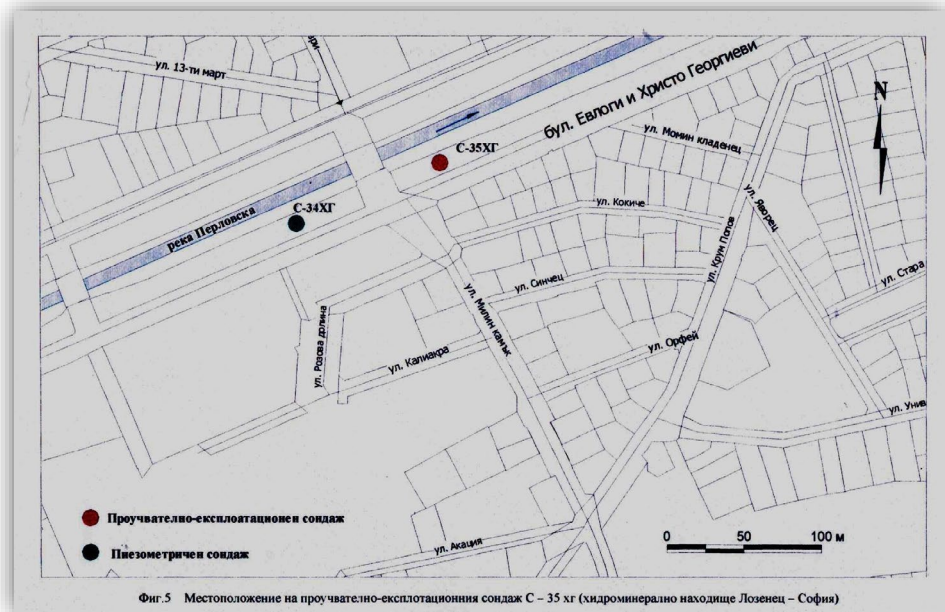 ул. 13-ти март
бул. Евлоги и Христо Георгиеви
N
ул. Момин кладенец
С-35ХГ
С-34ХГ
река Перловска
ул. Кокиче
ул. Яворец
ул. Крум Попов
ул. Синчец
ул. Стара
ул. Милин камък
ул. Розова долина
ул. Калиакра
ул. Орфей
ул. Унив
Проучвателно-експлоатационен сондаж
Пиезометричен сондаж
ул. Акация
0 50 100 м
Фиг.5 Местоположение на проучвателно-експлотационния сондаж С – 35 хг (хидроминерално находище Лозенец – София)